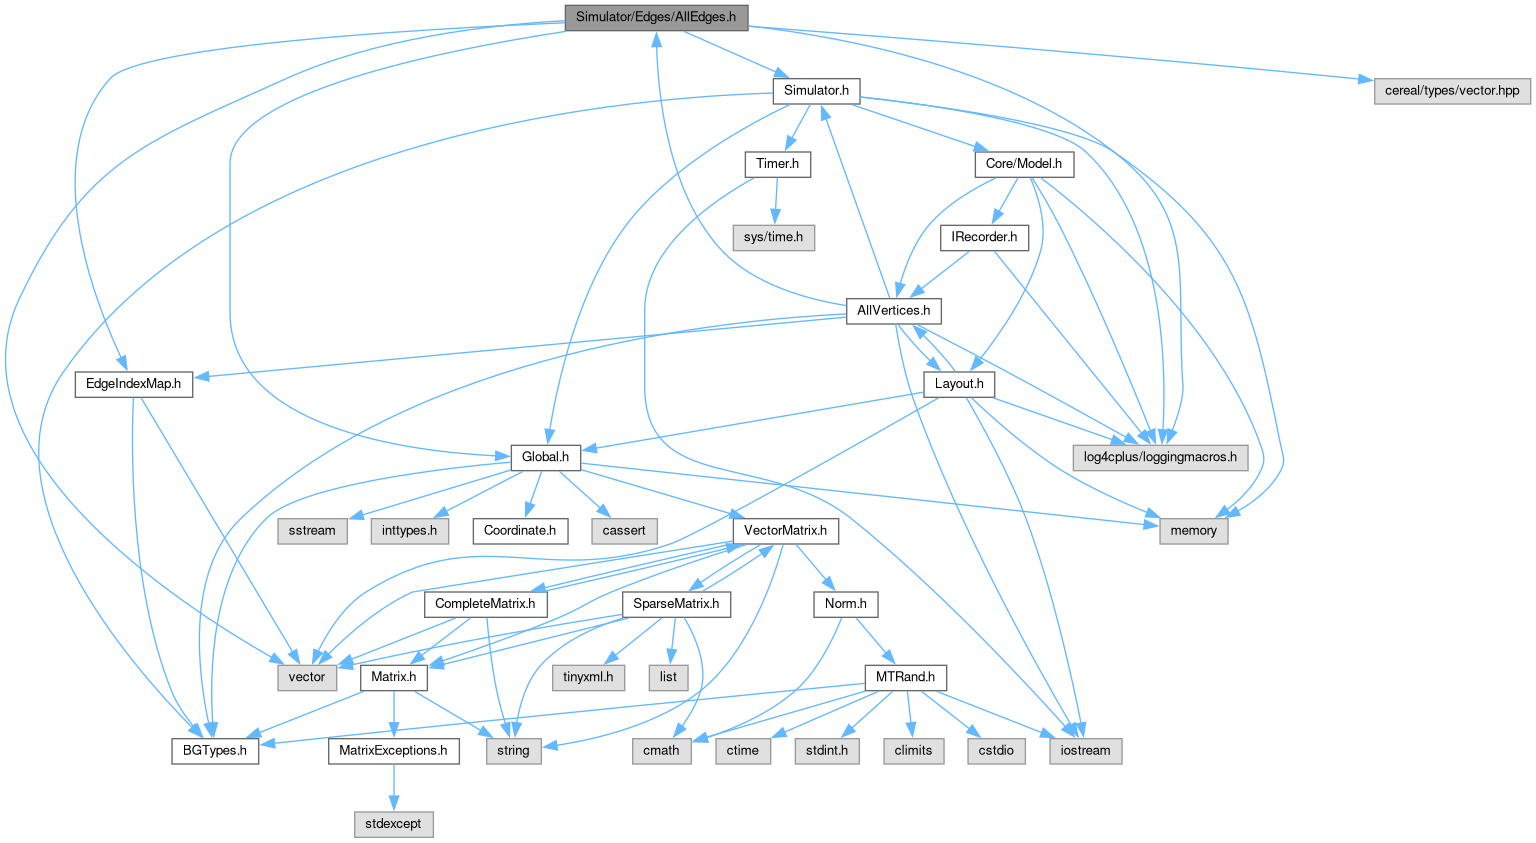 Simulator/Edges/AllEdges.h
Simulator.h
cereal/types/vector.hpp
Timer.h
Core/Model.h
sys/time.h
IRecorder.h
AllVertices.h
EdgeIndexMap.h
Layout.h
Global.h
log4cplus/loggingmacros.h
sstream
inttypes.h
Coordinate.h
cassert
VectorMatrix.h
memory
CompleteMatrix.h
SparseMatrix.h
Norm.h
vector
Matrix.h
tinyxml.h
list
MTRand.h
BGTypes.h
MatrixExceptions.h
string
cmath
ctime
stdint.h
climits
cstdio
iostream
stdexcept